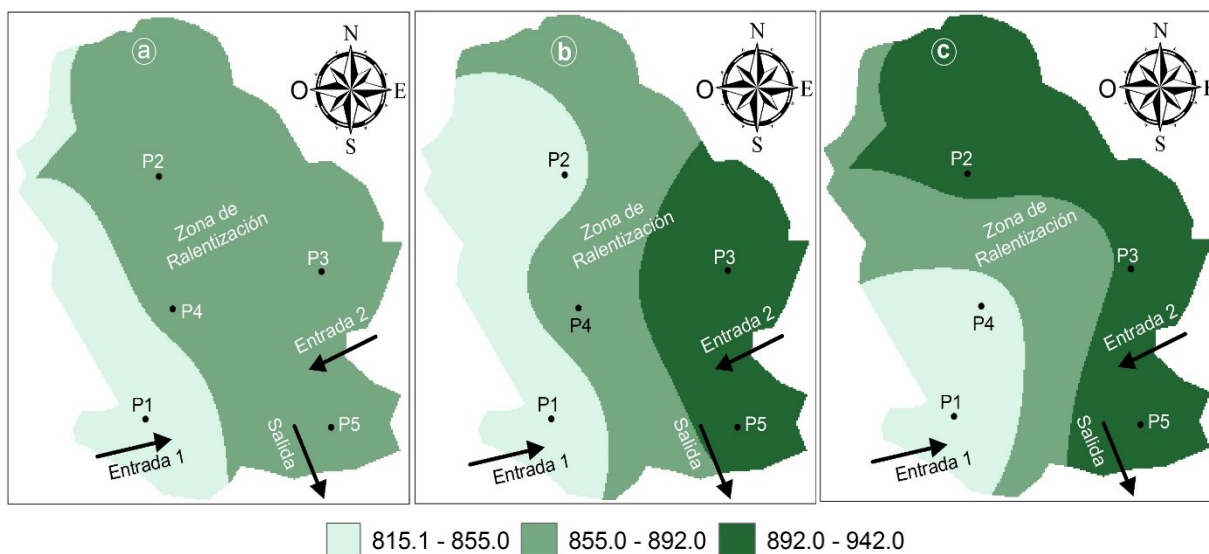 a
N
O
E
S
P2
Zona de
Ralentización
P3
P4
Entrada 2
P1
P5
Salida
Entrada 1
b
N
O
E
S
P2
Zona de
Ralentización
P3
P4
Entrada 2
P1
P5
Salida
Entrada 1
c
N
O
E
S
P2
Zona de
Ralentización
P3
P4
Entrada 2
P1
P5
Salida
Entrada 1
815.1 - 855.0
855.0 - 892.0
892.0 - 942.0